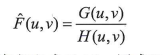 F̂(u,v) = G(u,v) / H(u,v)